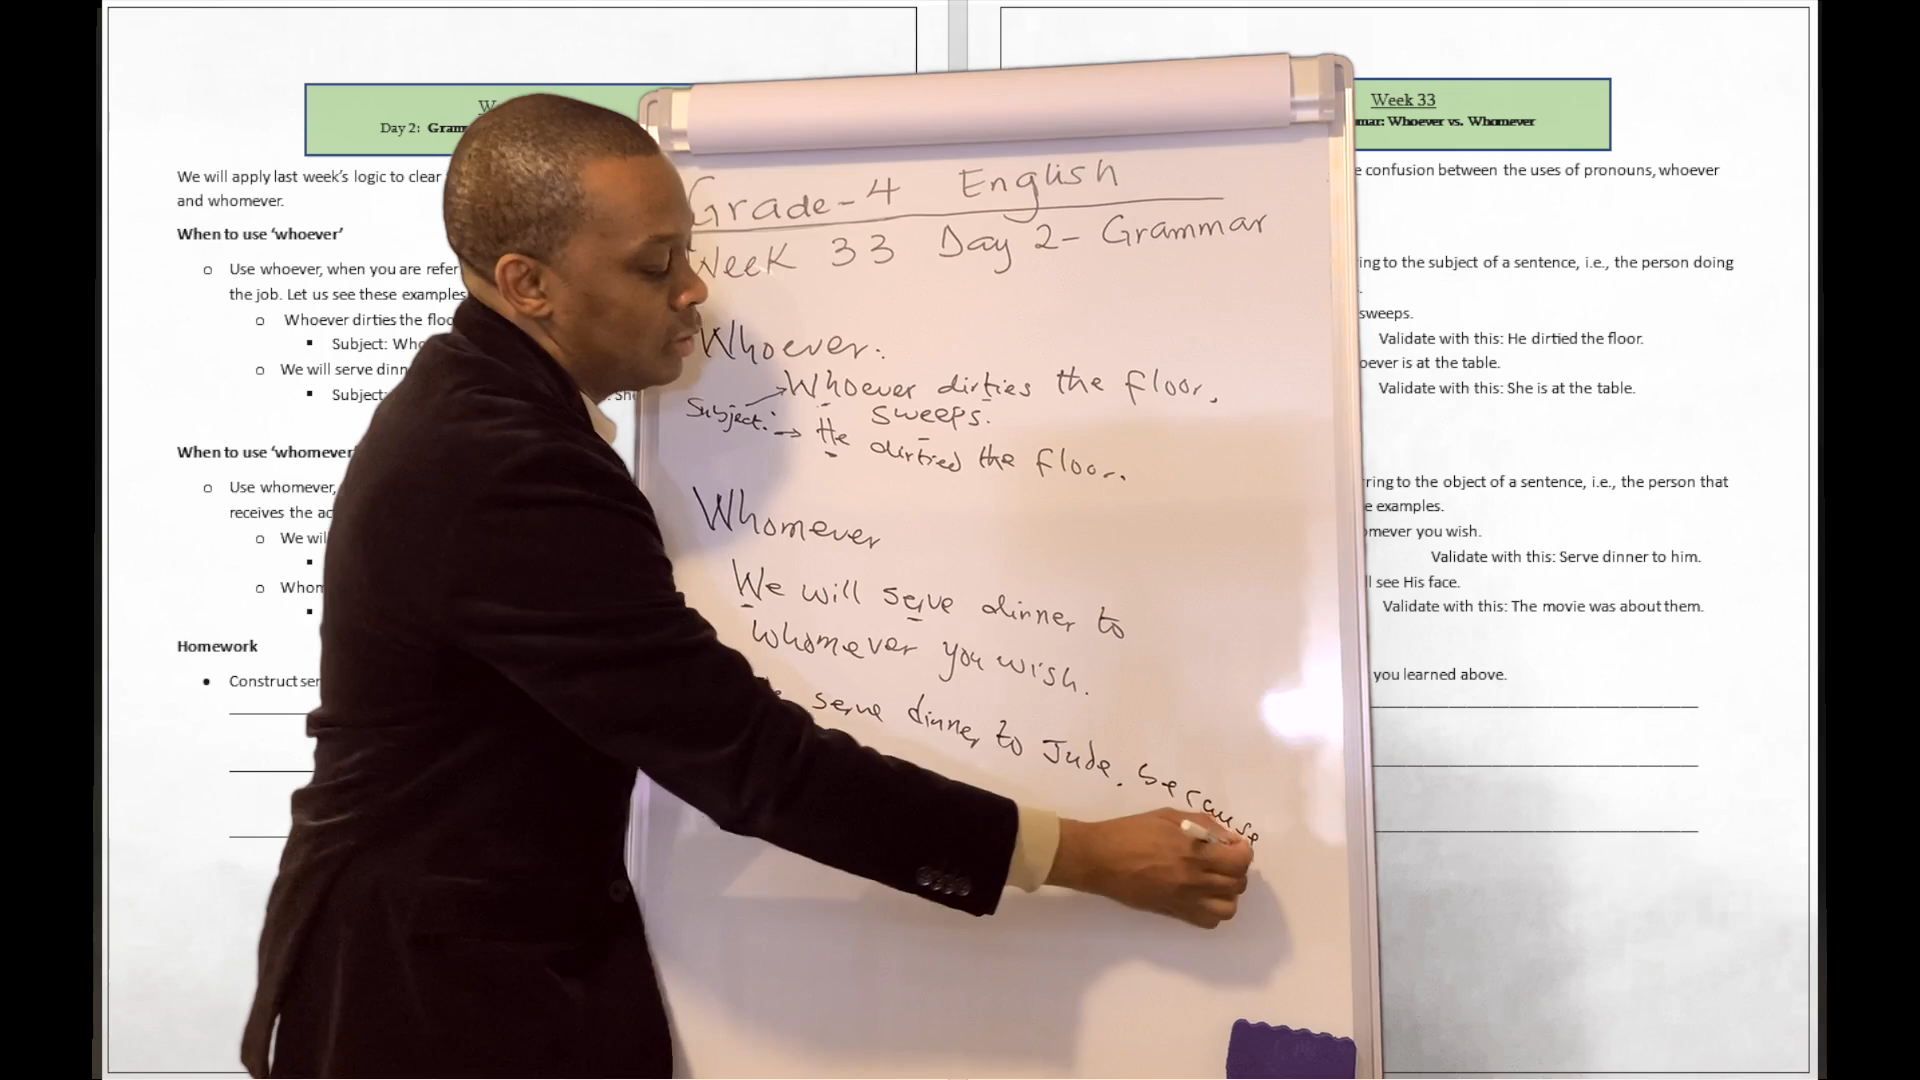 We will apply last week's logic to clear
and whomever.
When to use 'whoever'
o Use whoever, when you are refer
the job. Let us see these examples
o Whoever dirties the floo
▪ Subject: Who
o We will serve dinn
▪ Subject:
When to use 'whomever'
o Use whomever,
receives the ac
o We wil
o Whom
Homework
• Construct sen
Day 2: Gram
Grade-4 English
Week 33 Day 2- Grammar
Whoever:
Whoever dirties the floor,
sweeps.
Subject:
He dirtied the floor.
Whomever
We will serve dinner to
whomever you wish.
serve dinner to Jude, because
Week 33
mar: Whoever vs. Whomever
e confusion between the uses of pronouns, whoever
ing to the subject of a sentence, i.e., the person doing
sweeps.
Validate with this: He dirtied the floor.
oever is at the table.
Validate with this: She is at the table.
ring to the object of a sentence, i.e., the person that
e examples.
omever you wish.
Validate with this: Serve dinner to him.
l see His face.
Validate with this: The movie was about them.
you learned above.